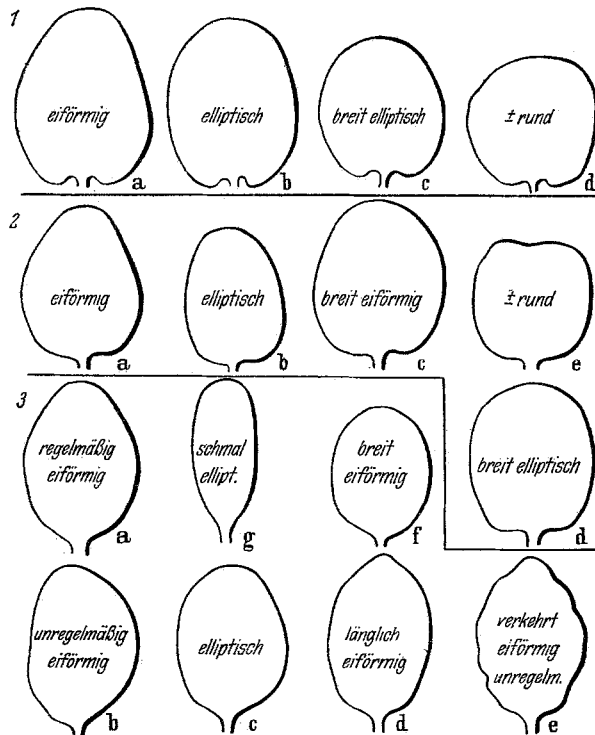 1
eiförmig
elliptisch
breit elliptisch
± rund
a
b
c
d
2
eiförmig
elliptisch
breit eiförmig
± rund
a
b
c
e
3
regelmäßig
eiförmig
a
schmal
ellipt.
g
breit
eiförmig
f
breit elliptisch
d
unregelmäßig
eiförmig
b
elliptisch
c
länglich
eiförmig
d
verkehrt
eiförmig
unregelm.
e